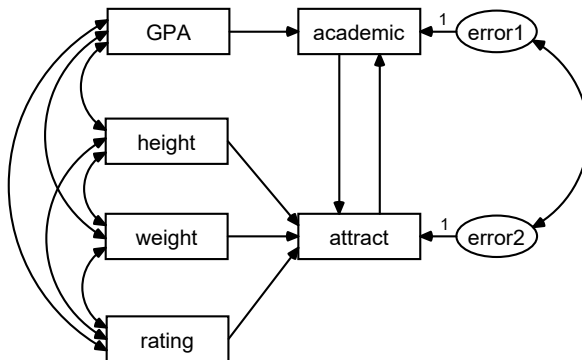 GPA
academic
1
error1
height
weight
attract
1
error2
rating